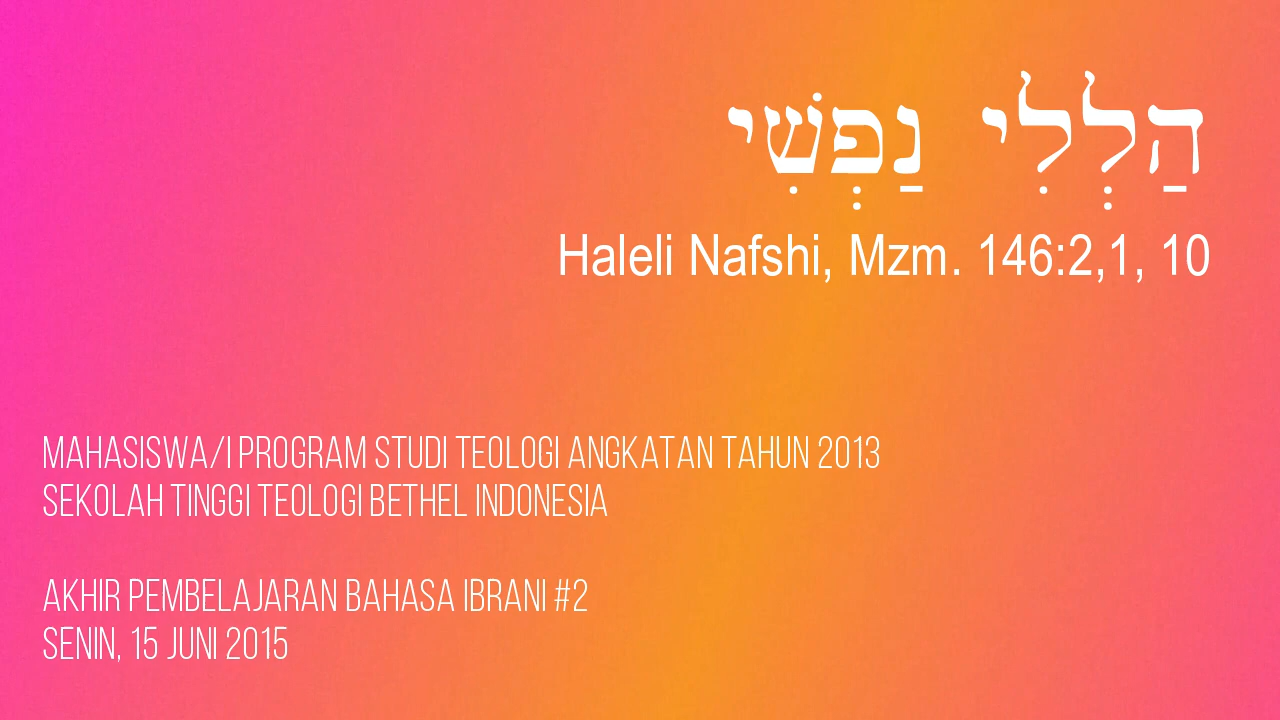 הַלְלִי נַפְשִׁי
Haleli Nafshi, Mzm. 146:2,1, 10
MAHASISWA/I PROGRAM STUDI TEOLOGI ANGKATAN TAHUN 2013
SEKOLAH TINGGI TEOLOGI BETHEL INDONESIA
AKHIR PEMBELAJARAN BAHASA IBRANI #2
SENIN, 15 JUNI 2015